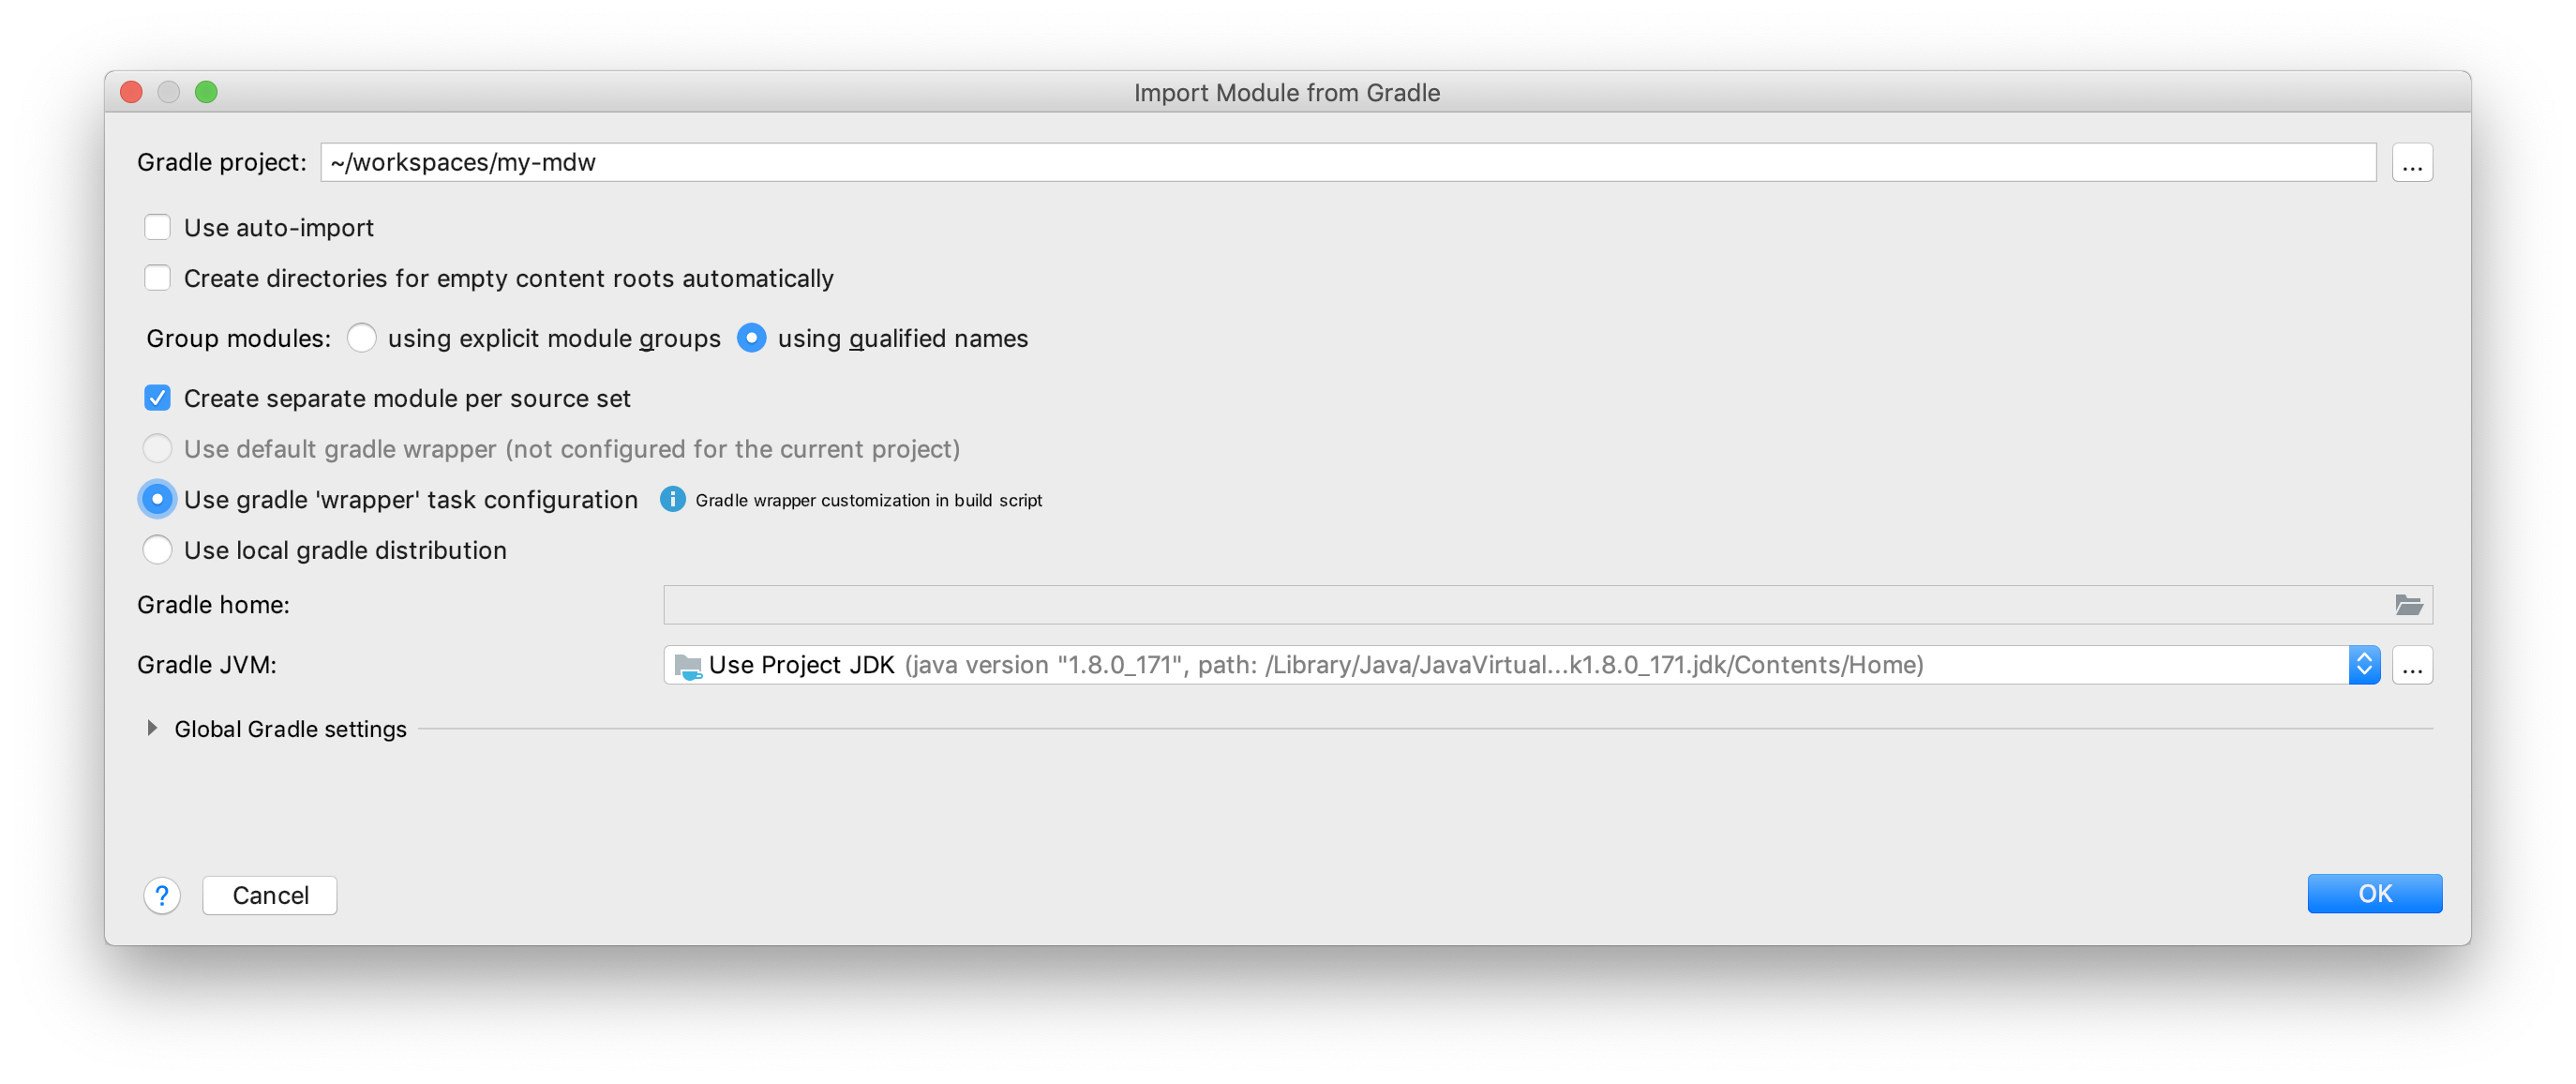 Import Module from Gradle
Gradle project: ~/workspaces/my-mdw ...
Use auto-import
Create directories for empty content roots automatically
Group modules: using explicit module groups using qualified names
Create separate module per source set
Use default gradle wrapper (not configured for the current project)
Use gradle 'wrapper' task configuration Gradle wrapper customization in build script
Use local gradle distribution
Gradle home:
Gradle JVM: Use Project JDK (java version "1.8.0_171", path: /Library/Java/JavaVirtual...k1.8.0_171.jdk/Contents/Home) ...
Global Gradle settings
? Cancel OK